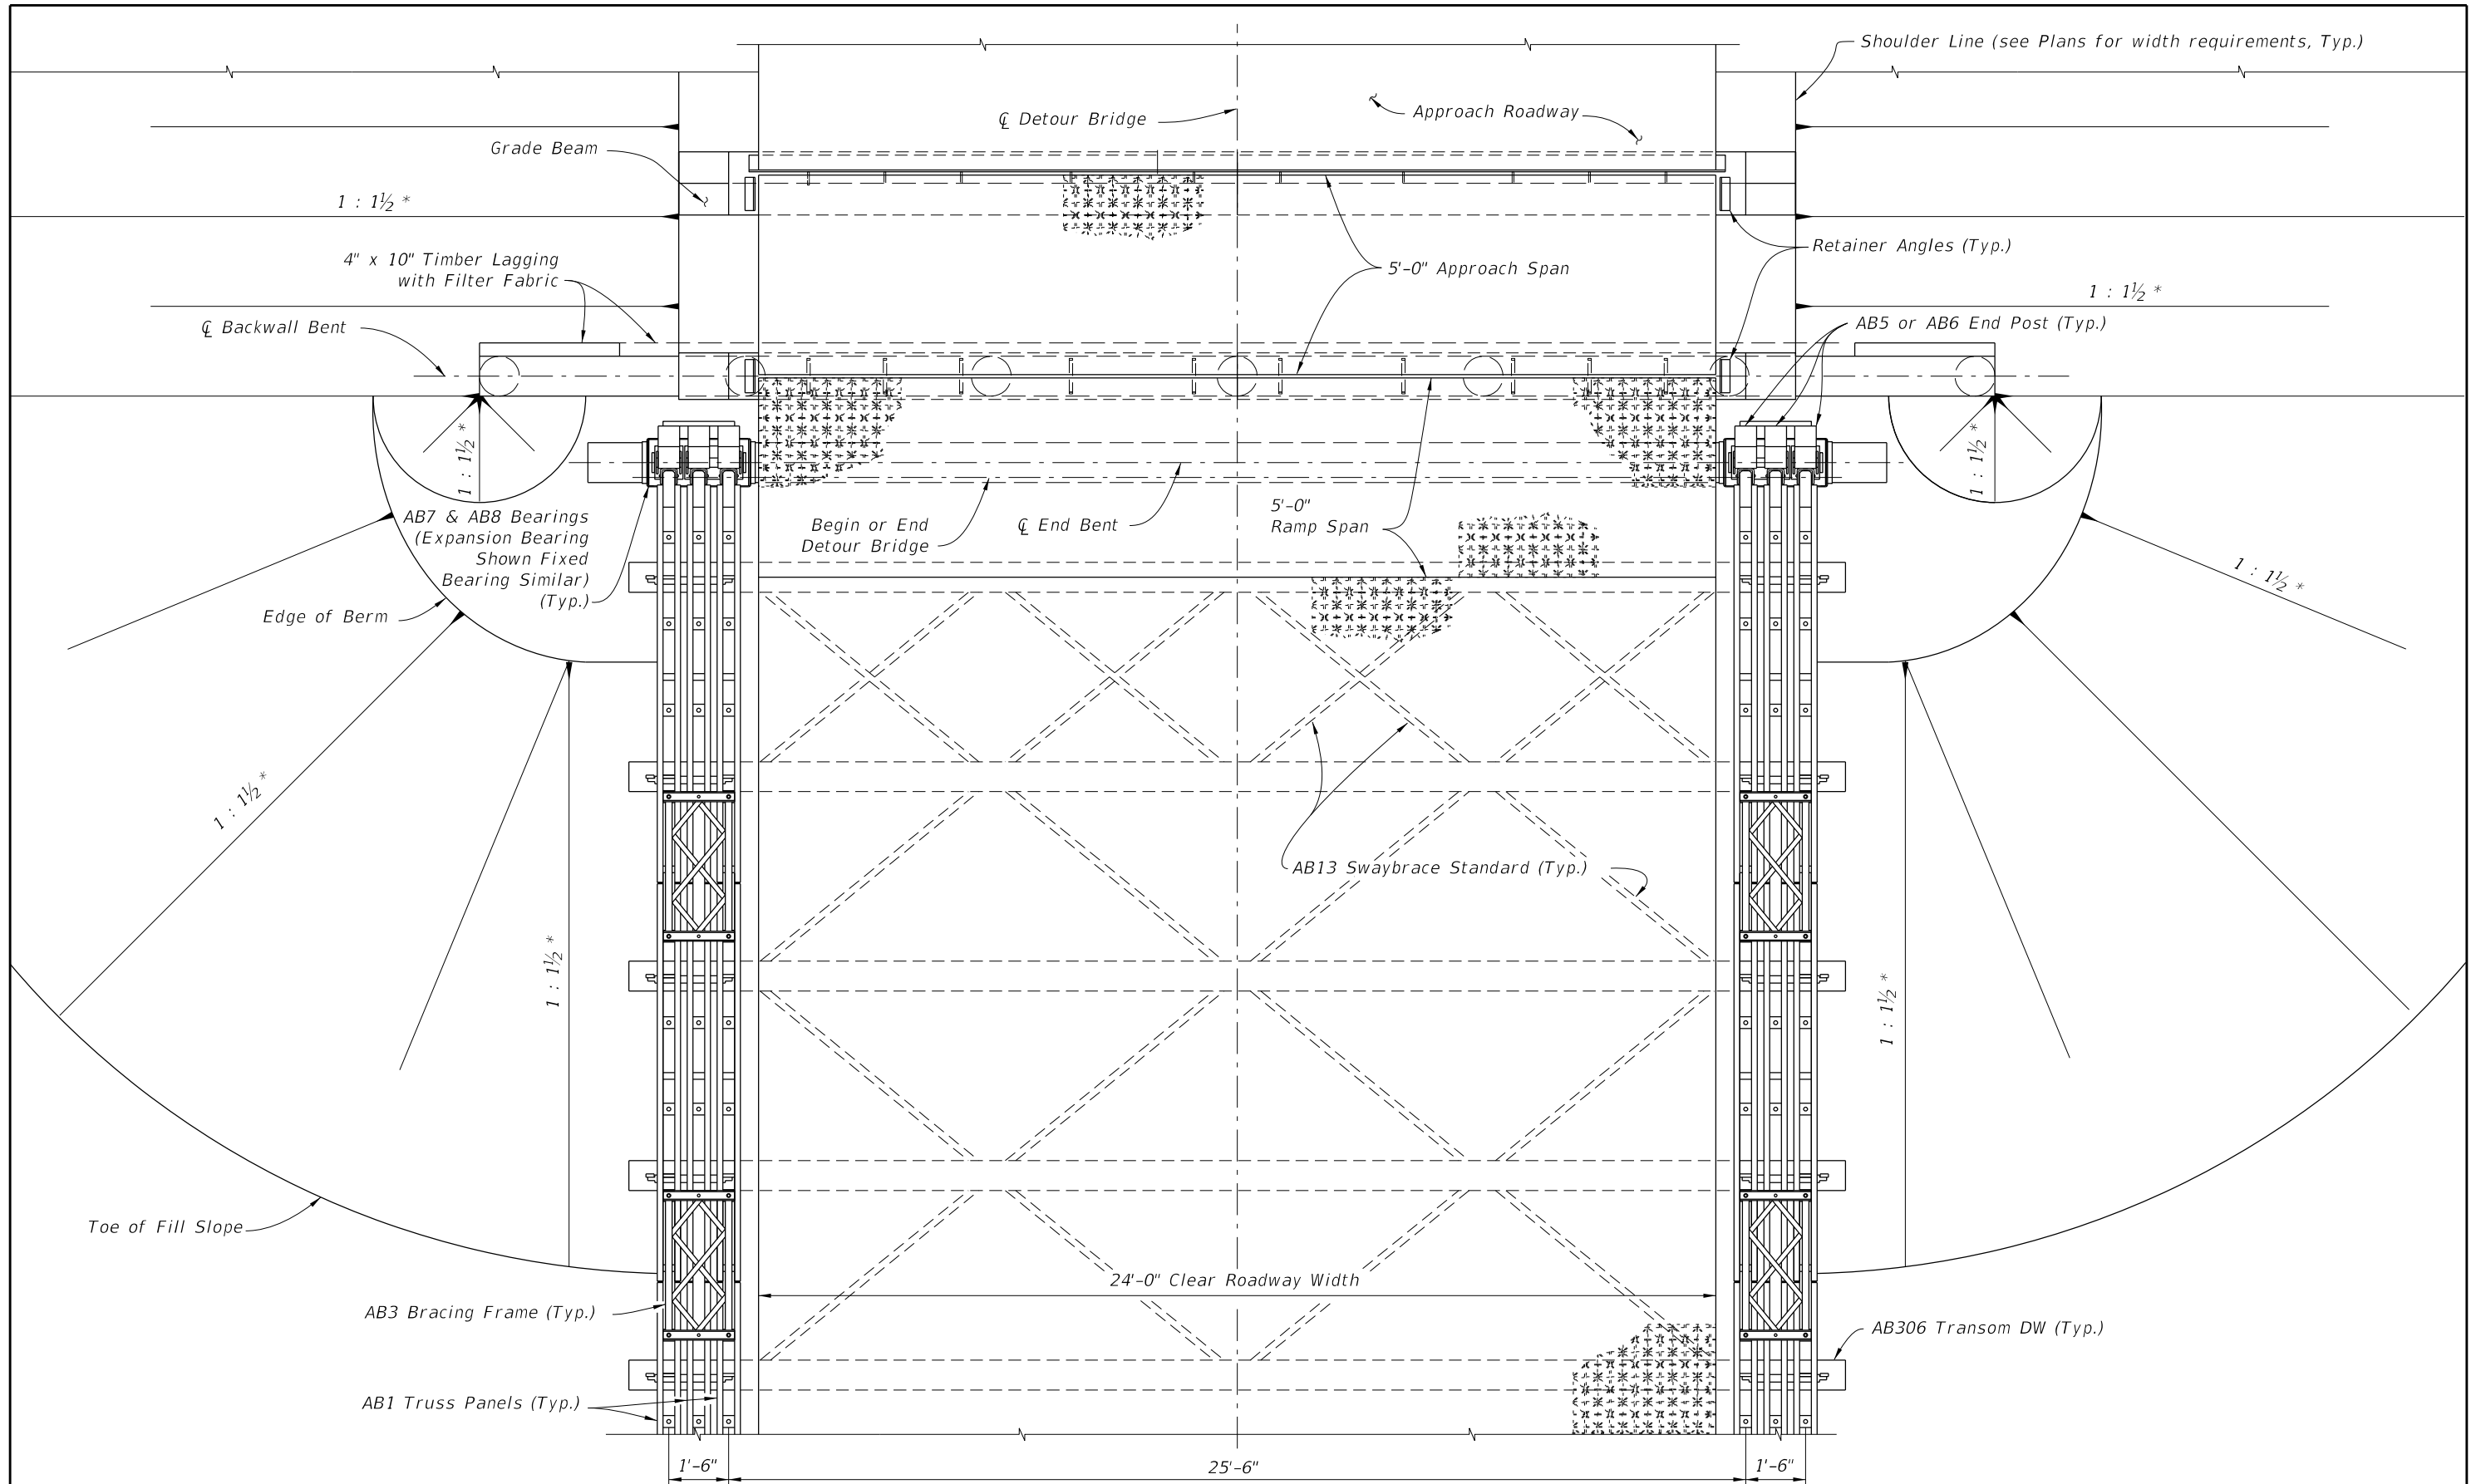 Shoulder Line (see Plans for width requirements, Typ.)
℄ Detour Bridge
Approach Roadway
Grade Beam
1 : 1½ *
Retainer Angles (Typ.)
4" x 10" Timber Lagging
with Filter Fabric
5'-0" Approach Span
1 : 1½ *
℄ Backwall Bent
AB5 or AB6 End Post (Typ.)
1 : 1½ *
1 : 1½ *
AB7 & AB8 Bearings
(Expansion Bearing
Shown Fixed
Bearing Similar)
(Typ.)
Begin or End
Detour Bridge
℄ End Bent
5'-0"
Ramp Span
1 : 1½ *
Edge of Berm
1 : 1½ *
AB13 Swaybrace Standard (Typ.)
1 : 1½ *
1 : 1½ *
Toe of Fill Slope
24'-0" Clear Roadway Width
AB3 Bracing Frame (Typ.)
AB306 Transom DW (Typ.)
AB1 Truss Panels (Typ.)
1'-6"
25'-6"
1'-6"